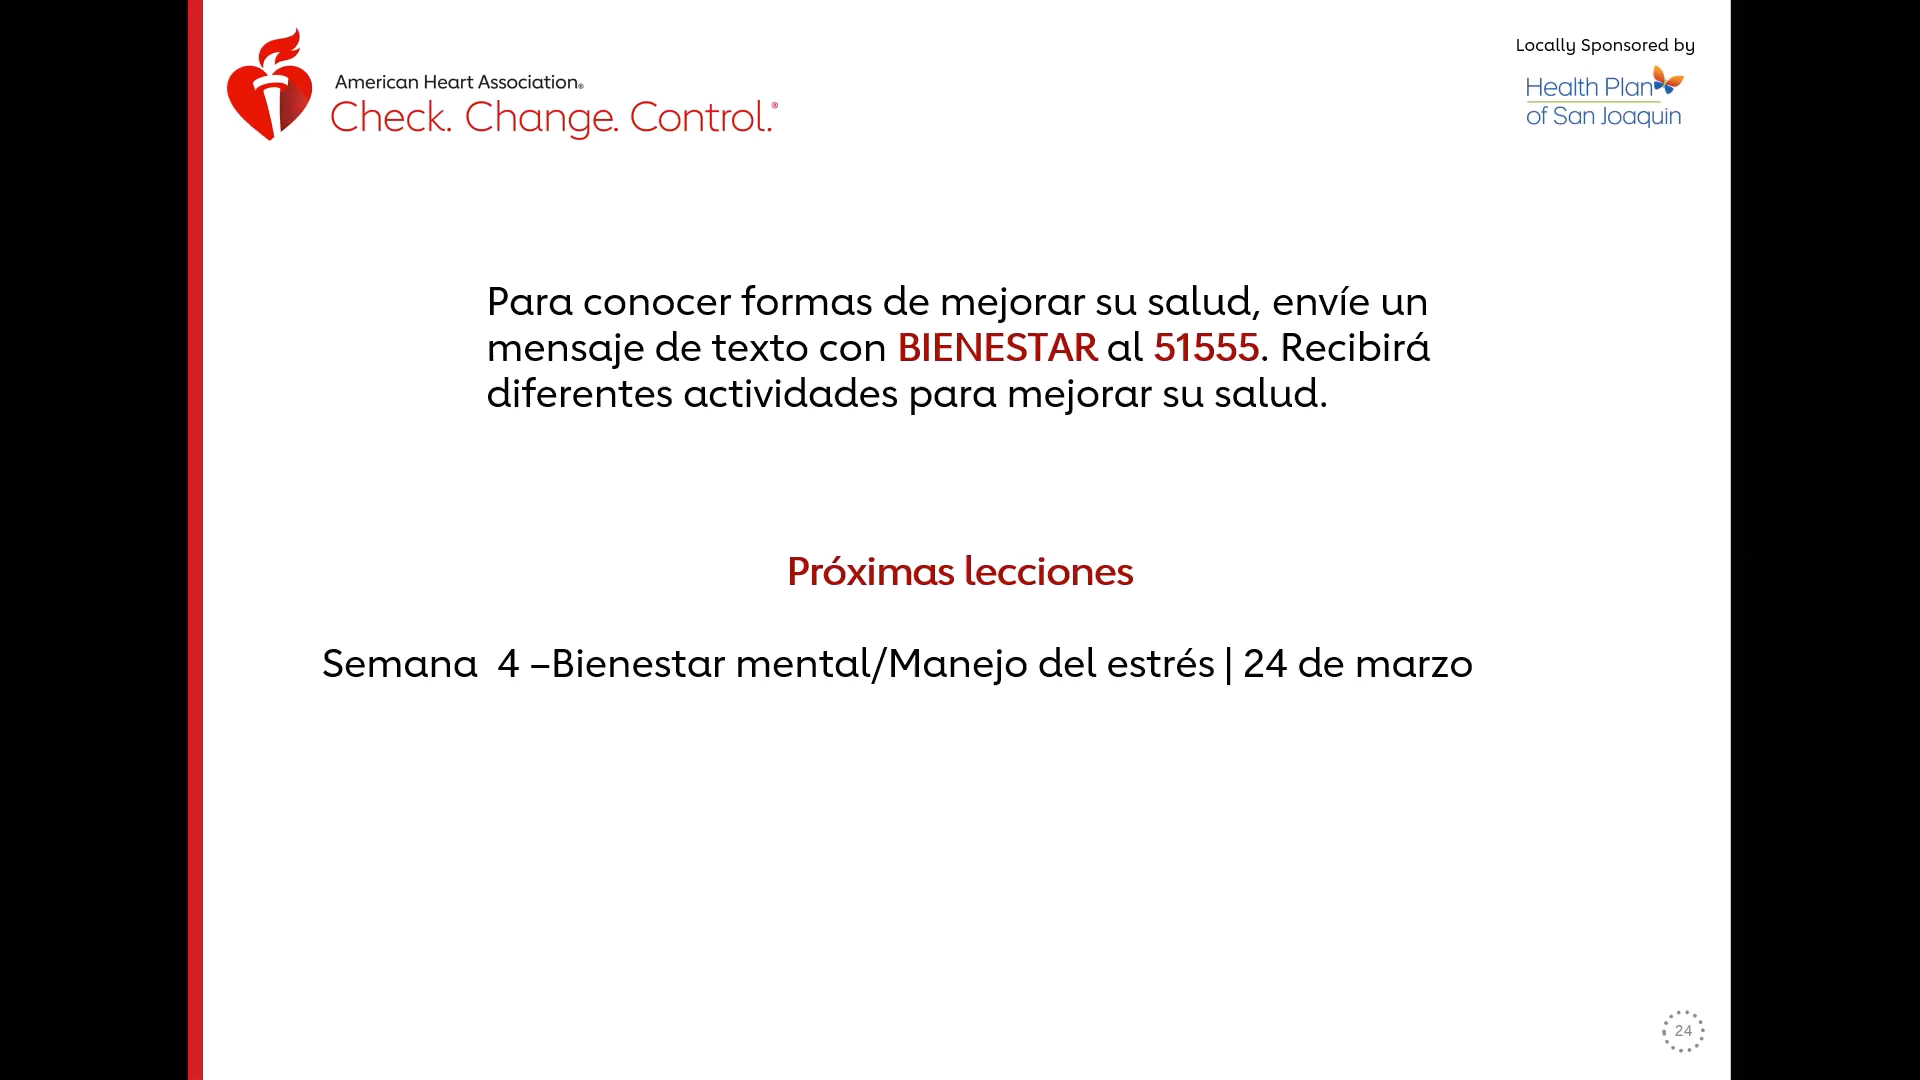 American Heart Association®
Check. Change. Control.®
Locally Sponsored by
Health Plan
of San Joaquin
Para conocer formas de mejorar su salud, envíe un
mensaje de texto con BIENESTAR al 51555. Recibirá
diferentes actividades para mejorar su salud.
Próximas lecciones
Semana  4 –Bienestar mental/Manejo del estrés | 24 de marzo
24